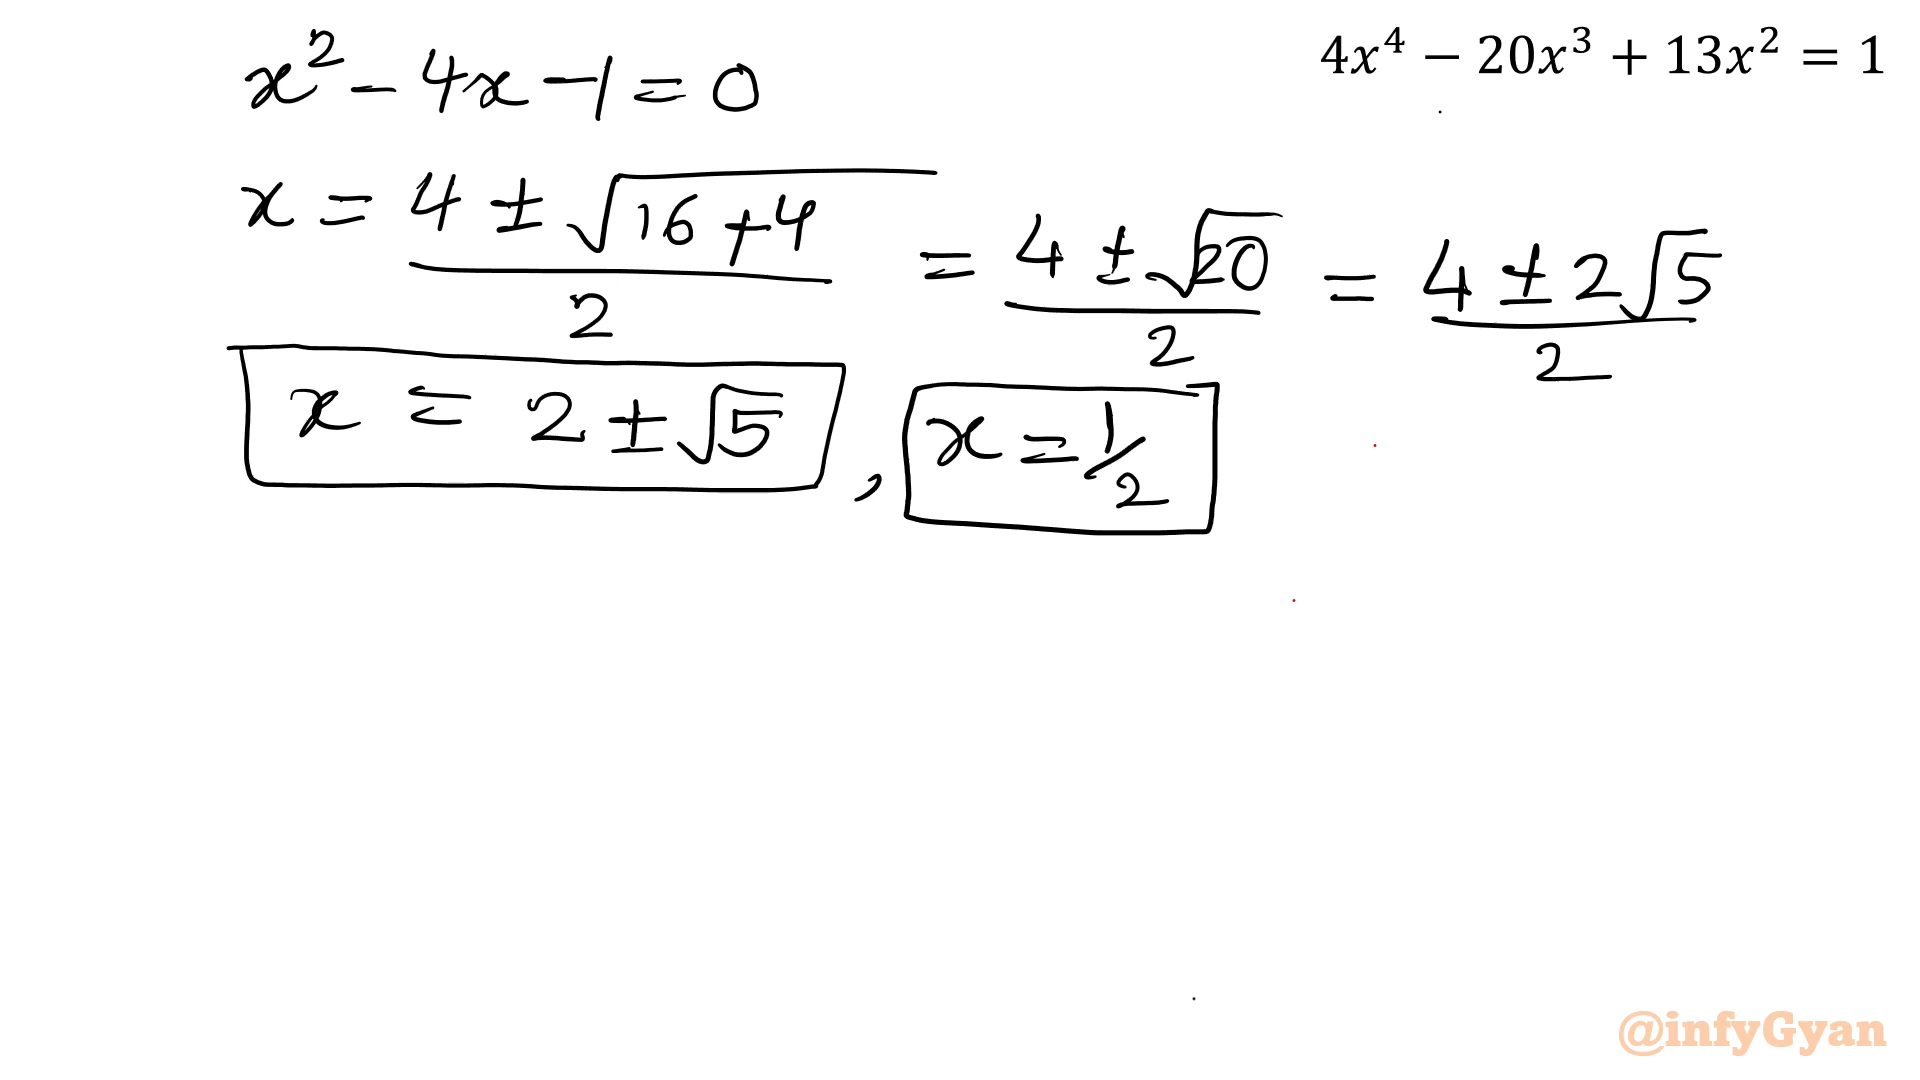 4x⁴ − 20x³ + 13x² = 1
x² − 4x − 1 = 0
x = (4 ± √(16 + 4))/2 = (4 ± √20)/2 = (4 ± 2√5)/2
x = 2 ± √5 , x = 1/2
@infyGyan